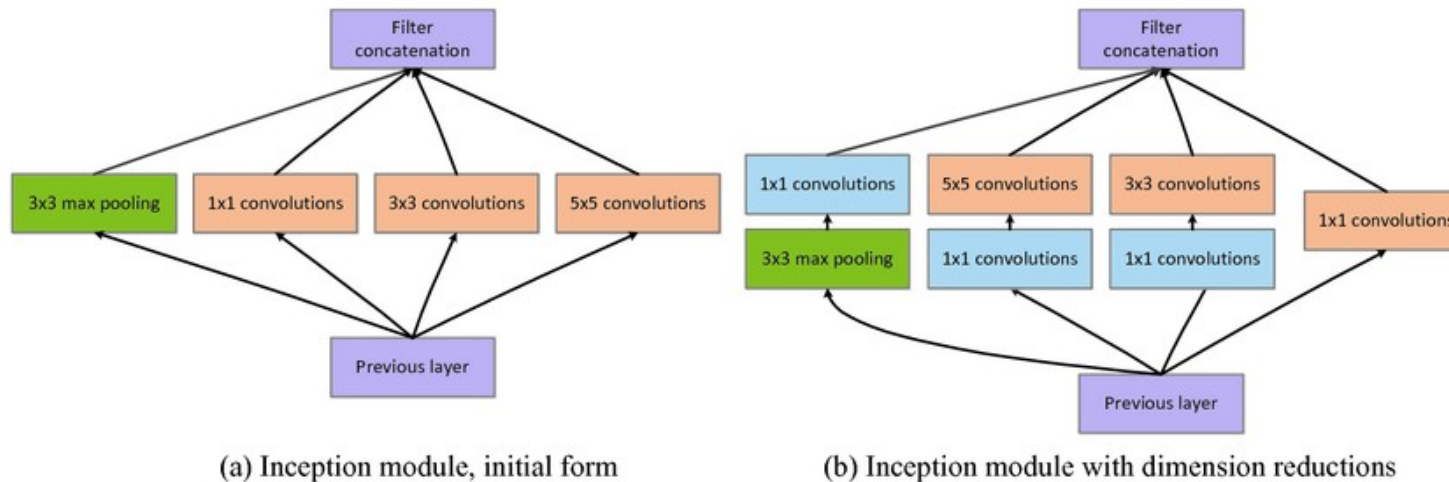 Filter
concatenation
3x3 max pooling
1x1 convolutions
3x3 convolutions
5x5 convolutions
Previous layer
(a) Inception module, initial form
Filter
concatenation
1x1 convolutions
5x5 convolutions
3x3 convolutions
1x1 convolutions
3x3 max pooling
1x1 convolutions
1x1 convolutions
Previous layer
(b) Inception module with dimension reductions